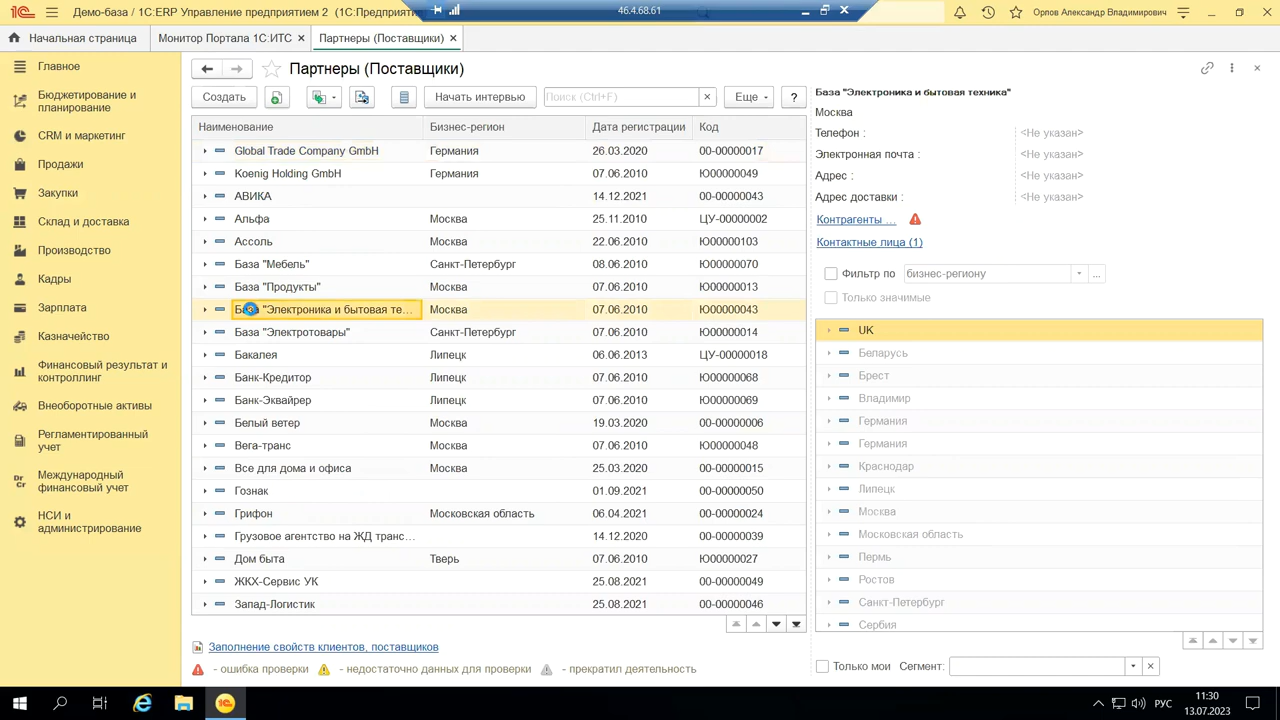 Демо-база / 1С:ERP Управление предприятием 2 (1С:Предприяти
46.4.68.61
Орлов Александр Владимирович
Начальная страница
Монитор Портала 1С:ИТС ×
Партнеры (Поставщики) ×
Главное
Бюджетирование и планирование
CRM и маркетинг
Продажи
Закупки
Склад и доставка
Производство
Кадры
Зарплата
Казначейство
Финансовый результат и контроллинг
Внеоборотные активы
Регламентированный учет
Международный финансовый учет
НСИ и администрирование
Партнеры (Поставщики)
Создать
Начать интервью
Поиск (Ctrl+F)
×
Еще
?
Наименование Бизнес-регион Дата регистрации Код
Global Trade Company GmbH Германия 26.03.2020 00-00000017
Koenig Holding GmbH Германия 07.06.2010 Ю00000049
АВИКА 14.12.2021 00-00000043
Альфа Москва 25.11.2010 ЦУ-00000002
Ассоль Москва 22.06.2010 Ю00000103
База "Мебель" Санкт-Петербург 08.06.2010 Ю00000070
База "Продукты" Москва 07.06.2010 Ю00000013
База "Электроника и бытовая те... Москва 07.06.2010 Ю00000043
База "Электротовары" Санкт-Петербург 07.06.2010 Ю00000014
Бакалея Липецк 06.06.2013 ЦУ-00000018
Банк-Кредитор Липецк 07.06.2010 Ю00000068
Банк-Эквайрер Липецк 07.06.2010 Ю00000069
Белый ветер Москва 19.03.2020 00-00000006
Вега-транс Москва 07.06.2010 Ю00000048
Все для дома и офиса Москва 25.03.2020 00-00000015
Гознак 01.09.2021 00-00000050
Грифон Московская область 06.04.2021 00-00000024
Грузовое агентство на ЖД транс... 14.12.2020 00-00000039
Дом быта Тверь 07.06.2010 Ю00000027
ЖКХ-Сервис УК 25.08.2021 00-00000049
Запад-Логистик 25.08.2021 00-00000046
Заполнение свойств клиентов, поставщиков
- ошибка проверки - недостаточно данных для проверки - прекратил деятельность
База "Электроника и бытовая техника"
Москва
Телефон : <Не указан>
Электронная почта : <Не указан>
Адрес : <Не указан>
Адрес доставки : <Не указан>
Контрагенты ...
Контактные лица (1)
Фильтр по бизнес-региону ...
Только значимые
UK
Беларусь
Брест
Владимир
Германия
Германия
Краснодар
Липецк
Москва
Московская область
Пермь
Ростов
Санкт-Петербург
Сербия
Только мои Сегмент: ×
РУС
11:30
13.07.2023